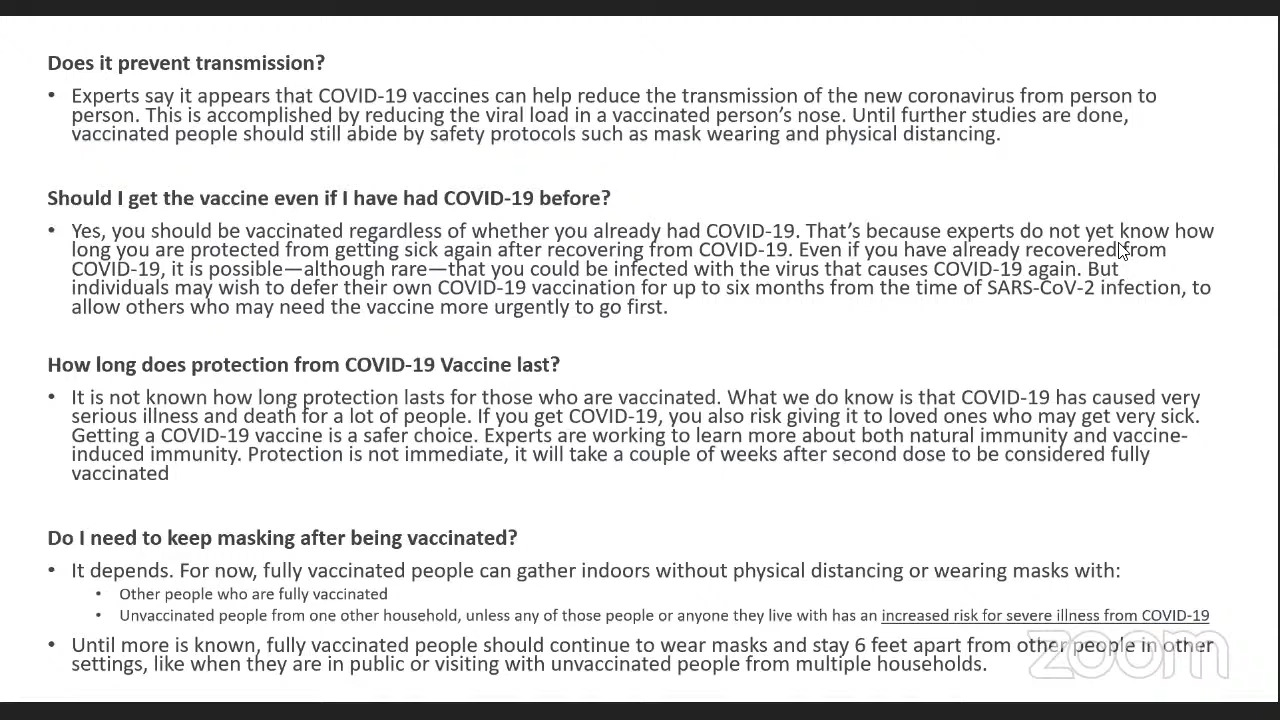 Does it prevent transmission?
• Experts say it appears that COVID-19 vaccines can help reduce the transmission of the new coronavirus from person to
person. This is accomplished by reducing the viral load in a vaccinated person's nose. Until further studies are done,
vaccinated people should still abide by safety protocols such as mask wearing and physical distancing.
Should I get the vaccine even if I have had COVID-19 before?
• Yes, you should be vaccinated regardless of whether you already had COVID-19. That's because experts do not yet know how
long you are protected from getting sick again after recovering from COVID-19. Even if you have already recovered from
COVID-19, it is possible—although rare—that you could be infected with the virus that causes COVID-19 again. But
individuals may wish to defer their own COVID-19 vaccination for up to six months from the time of SARS-CoV-2 infection, to
allow others who may need the vaccine more urgently to go first.
How long does protection from COVID-19 Vaccine last?
• It is not known how long protection lasts for those who are vaccinated. What we do know is that COVID-19 has caused very
serious illness and death for a lot of people. If you get COVID-19, you also risk giving it to loved ones who may get very sick.
Getting a COVID-19 vaccine is a safer choice. Experts are working to learn more about both natural immunity and vaccine-
induced immunity. Protection is not immediate, it will take a couple of weeks after second dose to be considered fully
vaccinated
Do I need to keep masking after being vaccinated?
• It depends. For now, fully vaccinated people can gather indoors without physical distancing or wearing masks with:
• Other people who are fully vaccinated
• Unvaccinated people from one other household, unless any of those people or anyone they live with has an increased risk for severe illness from COVID-19
• Until more is known, fully vaccinated people should continue to wear masks and stay 6 feet apart from other people in other
settings, like when they are in public or visiting with unvaccinated people from multiple households.
zoom